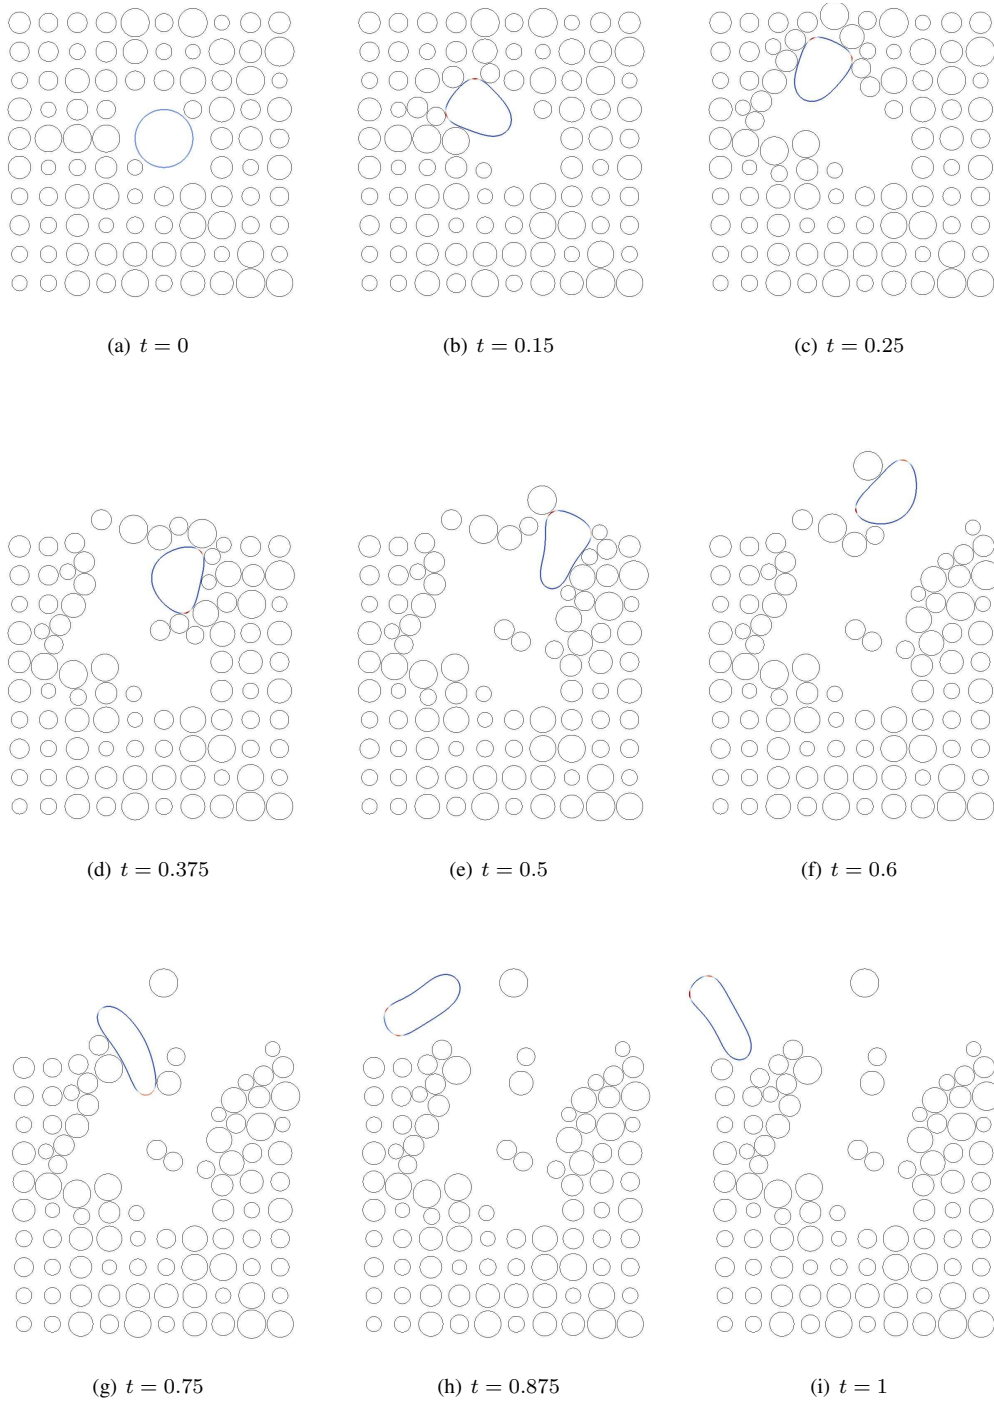 (a) t = 0
(b) t = 0.15
(c) t = 0.25
(d) t = 0.375
(e) t = 0.5
(f) t = 0.6
(g) t = 0.75
(h) t = 0.875
(i) t = 1